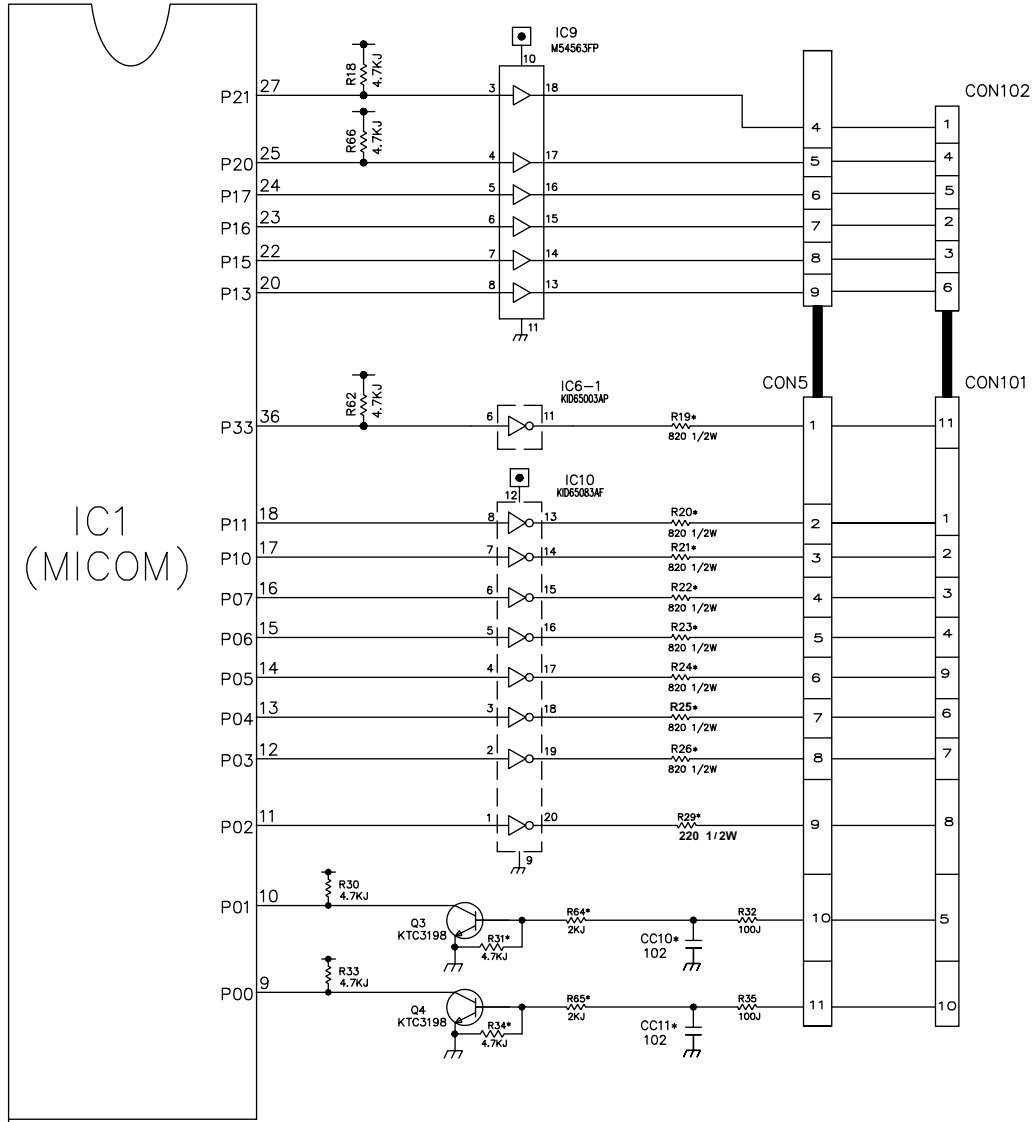 IC9
M54563FP
10
R18
4.7KJ
P21 27 3 18
CON102
4 1
R66
4.7KJ
P20 25 4 17 5 4
P17 24 5 16 6 5
P16 23 6 15 7 2
P15 22 7 14 8 3
P13 20 8 13 9 6
11
IC6-1
KID65003AP
CON5
CON101
R62
4.7KJ
P33 36 6 11 R19* 1 11
820 1/2W
IC10
KID65083AF
12
IC1
(MICOM)
P11 18 8 13 R20* 2 1
820 1/2W
P10 17 7 14 R21* 3 2
820 1/2W
P07 16 6 15 R22* 4 3
820 1/2W
P06 15 5 16 R23* 5 4
820 1/2W
P05 14 4 17 R24* 6 9
820 1/2W
P04 13 3 18 R25* 7 6
820 1/2W
P03 12 2 19 R26* 8 7
820 1/2W
P02 11 1 20 R29* 9 8
220 1/2W
9
R30
4.7KJ
P01 10
Q3
KTC3198
R31*
4.7KJ
R64*
2KJ
CC10*
102
R32
100J
10 5
R33
4.7KJ
P00 9
Q4
KTC3198
R34*
4.7KJ
R65*
2KJ
CC11*
102
R35
100J
11 10